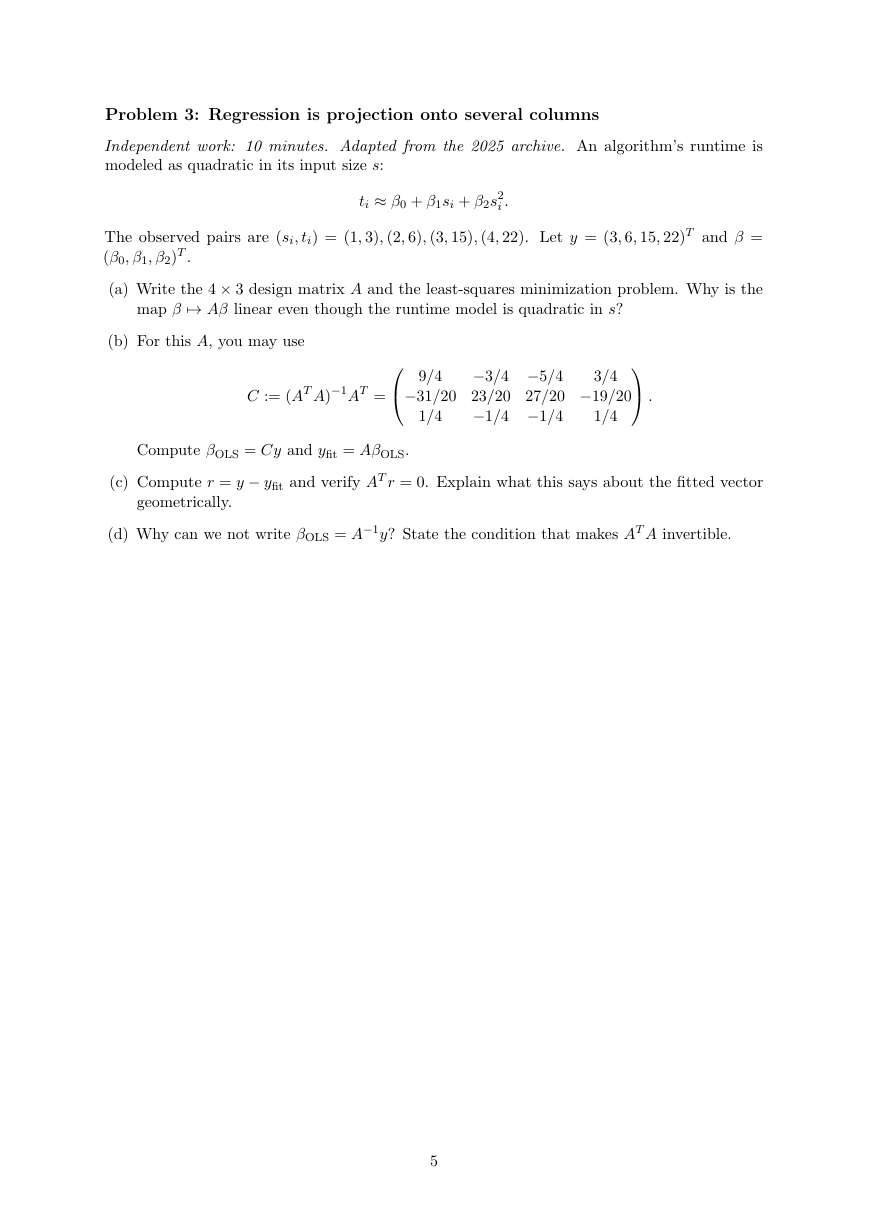 Problem 3: Regression is projection onto several columns
Independent work: 10 minutes. Adapted from the 2025 archive. An algorithm's runtime is
modeled as quadratic in its input size s:
t_i ≈ β_0 + β_1 s_i + β_2 s_i^2.
The observed pairs are (s_i, t_i) = (1, 3), (2, 6), (3, 15), (4, 22). Let y = (3, 6, 15, 22)^T and β =
(β_0, β_1, β_2)^T.
(a) Write the 4 × 3 design matrix A and the least-squares minimization problem. Why is the
map β ↦ Aβ linear even though the runtime model is quadratic in s?
(b) For this A, you may use
9/4 −3/4 −5/4 3/4
C := (A^T A)^{−1} A^T = ( −31/20 23/20 27/20 −19/20 ) .
1/4 −1/4 −1/4 1/4
Compute β_OLS = Cy and y_fit = Aβ_OLS.
(c) Compute r = y − y_fit and verify A^T r = 0. Explain what this says about the fitted vector
geometrically.
(d) Why can we not write β_OLS = A^{−1} y? State the condition that makes A^T A invertible.
5